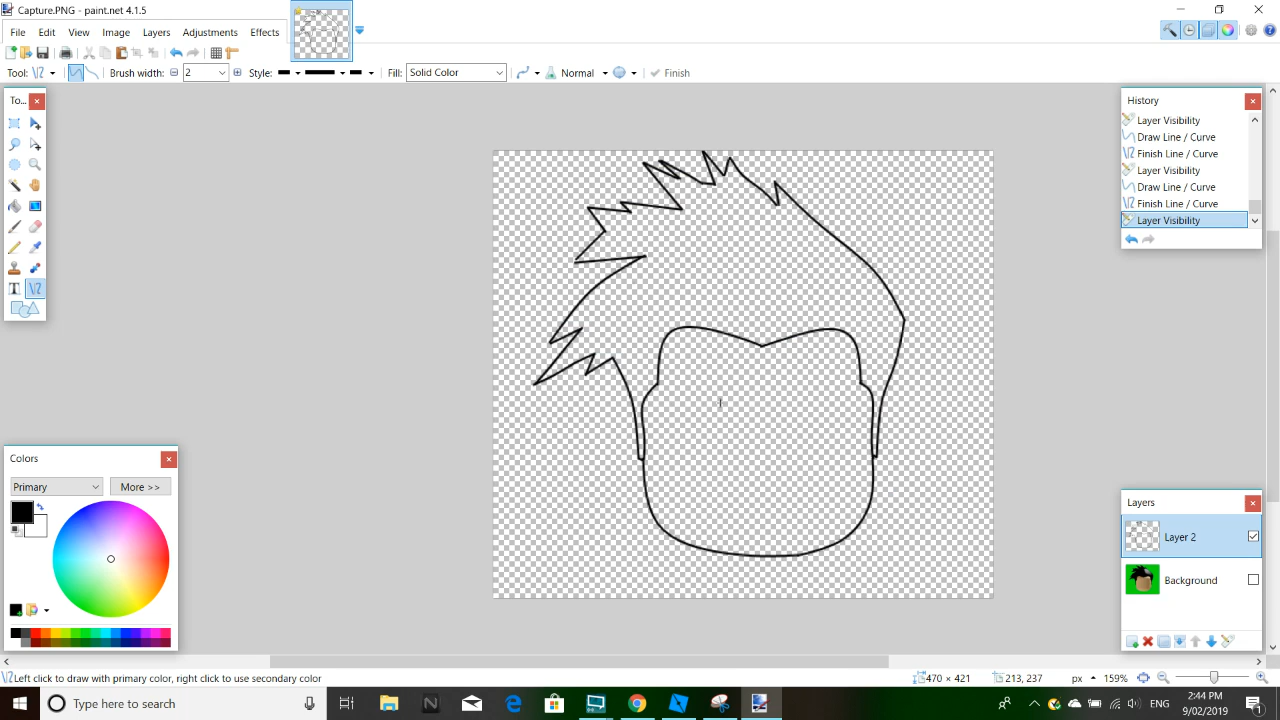 Capture.PNG - paint.net 4.1.5
File Edit View Image Layers Adjustments Effects
Tool: Brush width: 2 Style: Fill: Solid Color Normal Finish
To...
History
Layer Visibility
Draw Line / Curve
Finish Line / Curve
Layer Visibility
Draw Line / Curve
Finish Line / Curve
Layer Visibility
Colors
Primary More >>
Layers
Layer 2
Background
Left click to draw with primary color, right click to use secondary color 470 × 421 213, 237 px 159%
Type here to search
ENG
2:44 PM
9/02/2019
1